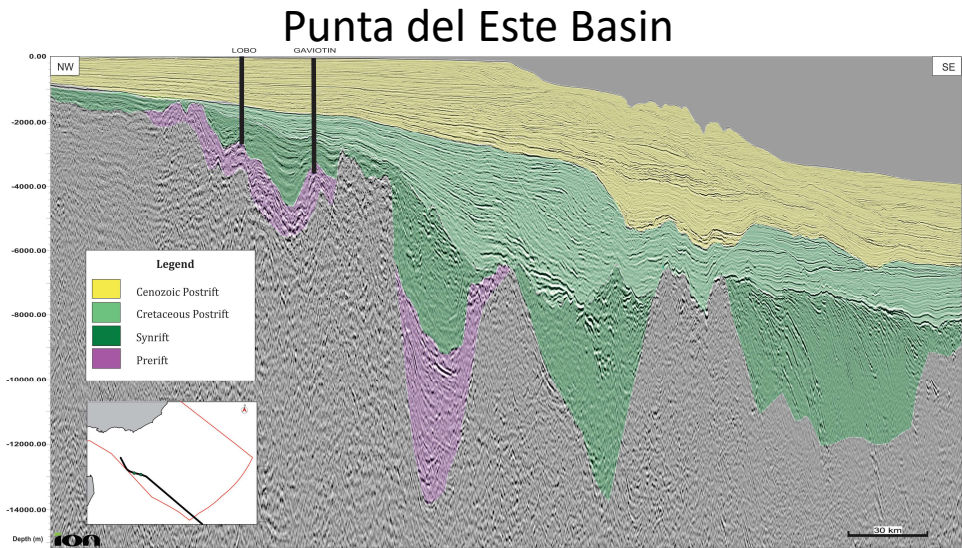 Punta del Este Basin
LOBO GAVIOTIN
0.00
NW
SE
-2000.00
-4000.00
-6000.00
Legend
Cenozoic Postrift
Cretaceous Postrift
Synrift
Prerift
-8000.00
-10000.00
-12000.00
-14000.00
Depth (m)
ion
30 km